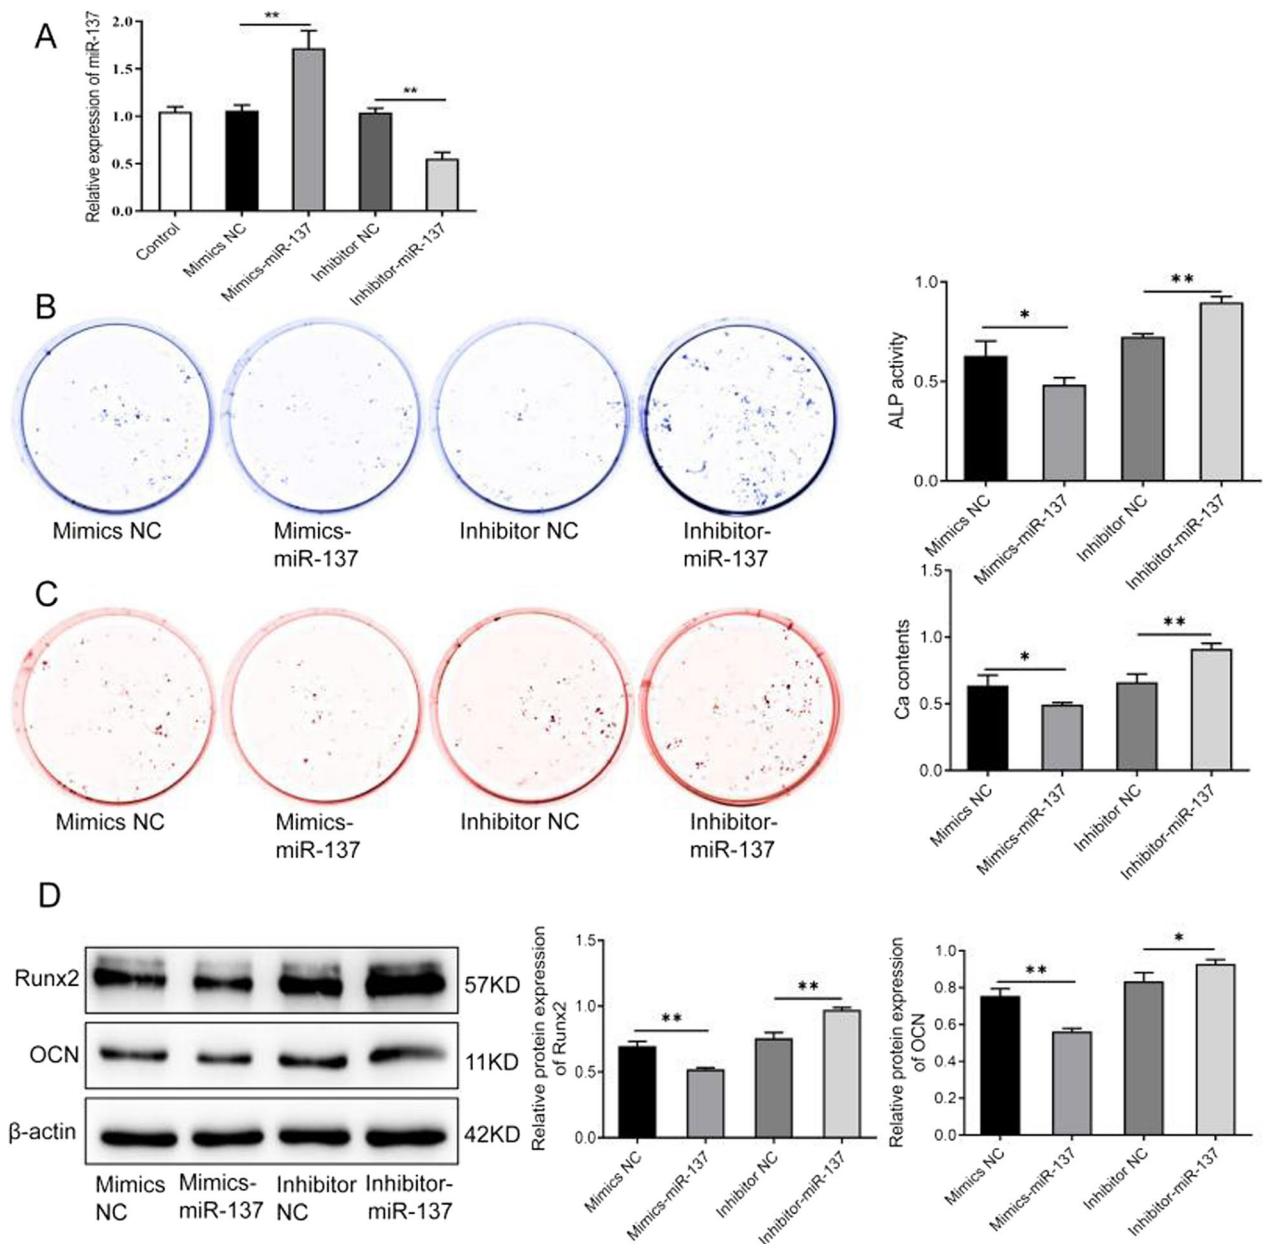 A
Relative expression of miR-137
2.0
1.5
1.0
0.5
0.0
**
**
Control
Mimics NC
Mimics-miR-137
Inhibitor NC
Inhibitor-miR-137
B
Mimics NC
Mimics-
miR-137
Inhibitor NC
Inhibitor-
miR-137
ALP activity
1.0
0.5
0.0
*
**
Mimics NC
Mimics-miR-137
Inhibitor NC
Inhibitor-miR-137
C
Mimics NC
Mimics-
miR-137
Inhibitor NC
Inhibitor-
miR-137
Ca contents
1.5
1.0
0.5
0.0
*
**
Mimics NC
Mimics-miR-137
Inhibitor NC
Inhibitor-miR-137
D
Runx2
57KD
OCN
11KD
β-actin
42KD
Mimics
NC
Mimics-
miR-137
Inhibitor
NC
Inhibitor-
miR-137
Relative protein expression
of Runx2
1.5
1.0
0.5
0.0
**
**
Mimics NC
Mimics-miR-137
Inhibitor NC
Inhibitor-miR-137
Relative protein expression
of OCN
1.0
0.8
0.6
0.4
0.2
0.0
**
*
Mimics NC
Mimics-miR-137
Inhibitor NC
Inhibitor-miR-137